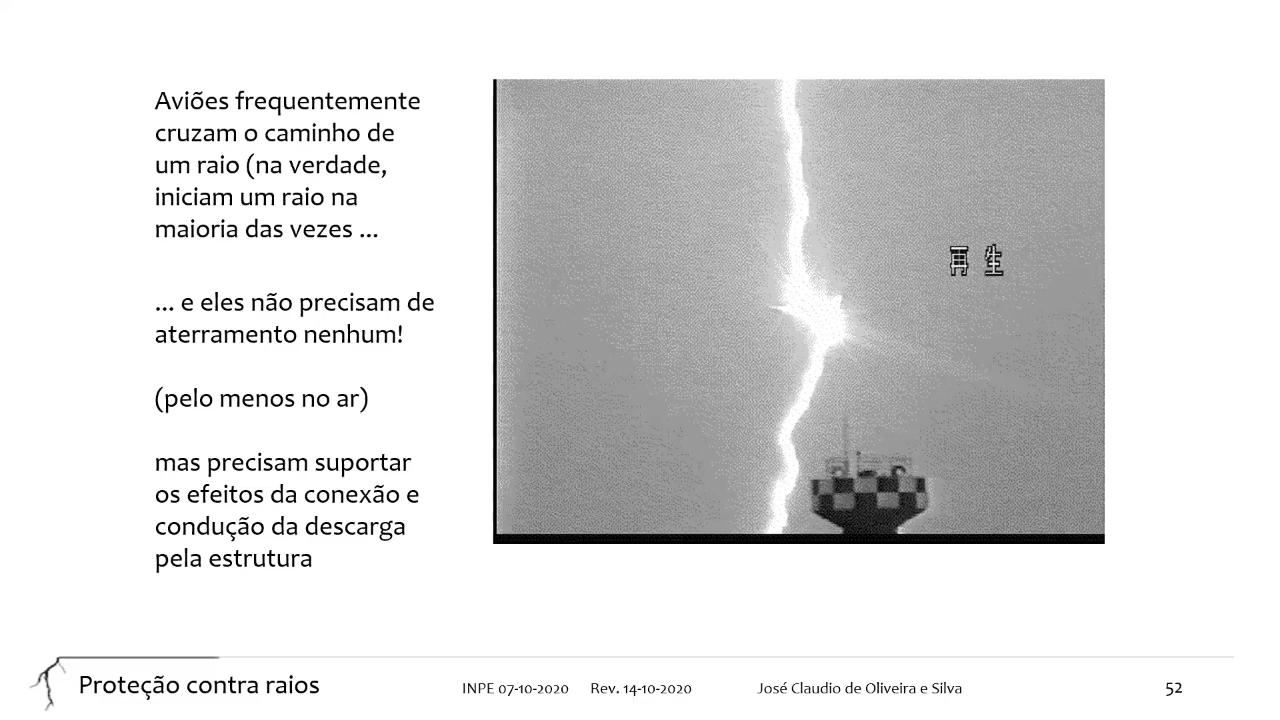 Aviões frequentemente
cruzam o caminho de
um raio (na verdade,
iniciam um raio na
maioria das vezes ...
... e eles não precisam de
aterramento nenhum!
(pelo menos no ar)
mas precisam suportar
os efeitos da conexão e
condução da descarga
pela estrutura
再生
Proteção contra raios
INPE 07-10-2020 Rev. 14-10-2020 José Claudio de Oliveira e Silva 52